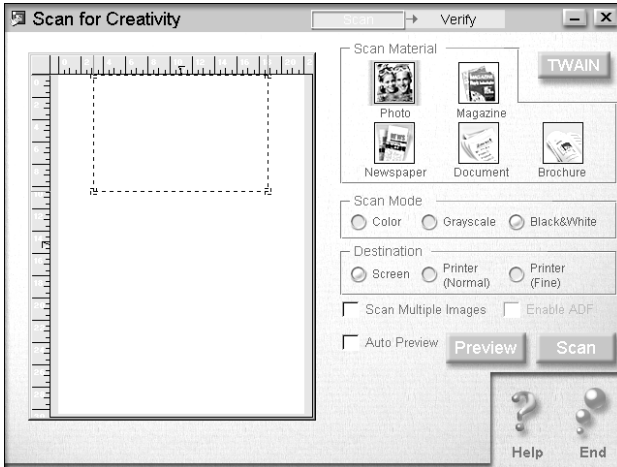 Scan for Creativity
Scan
Verify
Scan Material
TWAIN
Photo
Magazine
Newspaper
Document
Brochure
Scan Mode
Color
Grayscale
Black&White
Destination
Screen
Printer
(Normal)
Printer
(Fine)
Scan Multiple Images
Enable ADF
Auto Preview
Preview
Scan
Help
End